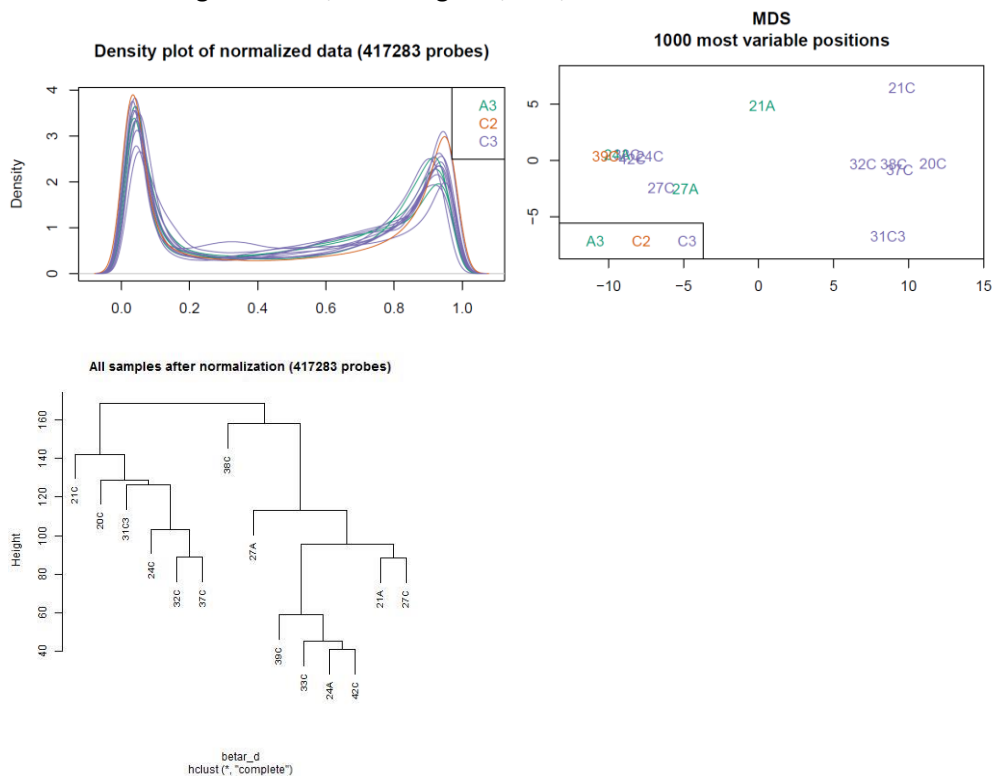 Density plot of normalized data (417283 probes)
4
3
2
1
0
Density
0.0 0.2 0.4 0.6 0.8 1.0
A3
C2
C3
MDS
1000 most variable positions
5
0
−5
21C
21A
39C
42C
24C
32C
38C
37C
20C
27C
27A
31C3
A3 C2 C3
−10 −5 0 5 10 15
All samples after normalization (417283 probes)
160
140
120
100
80
60
40
Height
21C
20C
31C3
24C
32C
37C
38C
27A
39C
33C
24A
42C
21A
27C
betar_d
hclust (*, "complete")